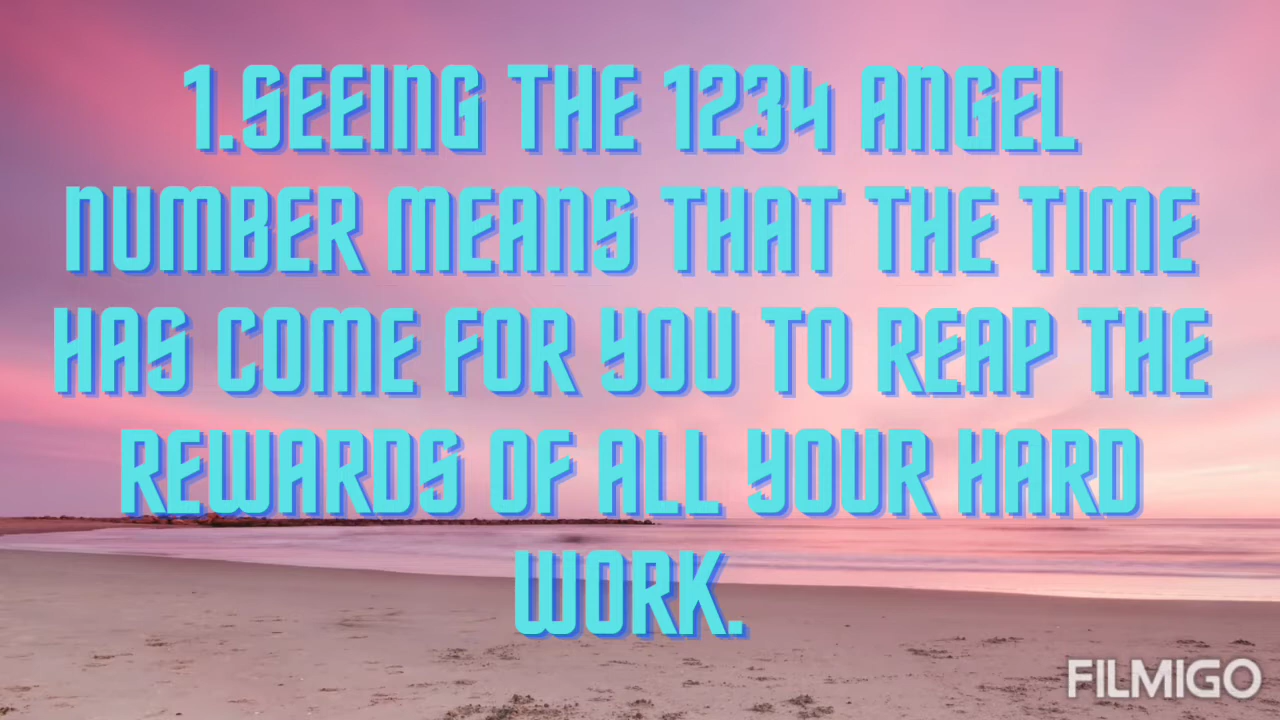 1.SEEING THE 1234 ANGEL
NUMBER MEANS THAT THE TIME
HAS COME FOR YOU TO REAP THE
REWARDS OF ALL YOUR HARD
WORK.
FILMIGO